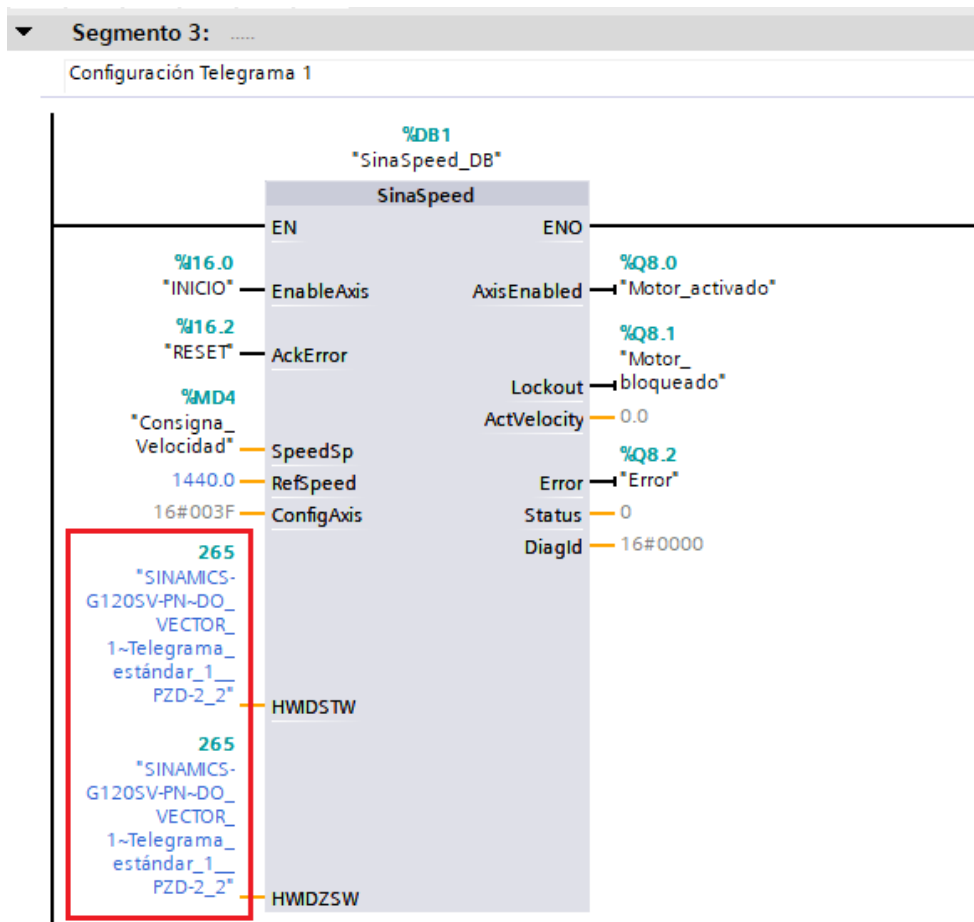 Segmento 3: .....
Configuración Telegrama 1
%DB1
"SinaSpeed_DB"
SinaSpeed
EN
ENO
%I16.0
"INICIO"
EnableAxis
AxisEnabled
%Q8.0
"Motor_activado"
%I16.2
"RESET"
AckError
Lockout
%Q8.1
"Motor_
bloqueado"
%MD4
"Consigna_
Velocidad"
SpeedSp
ActVelocity
0.0
1440.0
RefSpeed
Error
%Q8.2
"Error"
16#003F
ConfigAxis
Status
0
DiagId
16#0000
265
"SINAMICS-
G120SV-PN~DO_
VECTOR_
1~Telegrama_
estándar_1__
PZD-2_2"
HWIDSTW
265
"SINAMICS-
G120SV-PN~DO_
VECTOR_
1~Telegrama_
estándar_1__
PZD-2_2"
HWIDZSW